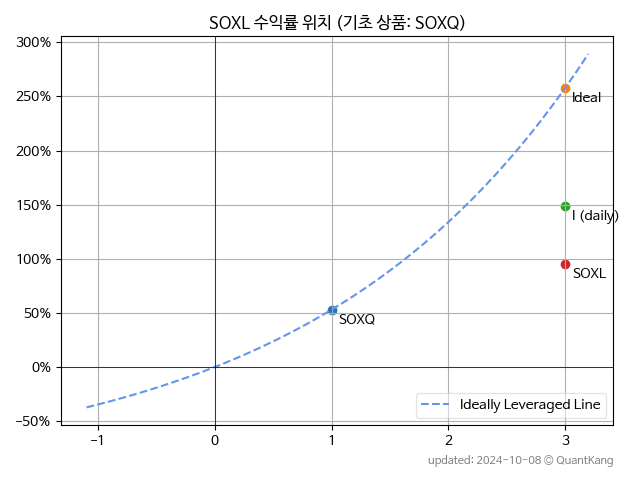 SOXL 수익률 위치 (기초 상품: SOXQ)
300%
250%
200%
150%
100%
50%
0%
−50%
Ideal
I (daily)
SOXL
SOXQ
Ideally Leveraged Line
−1
0
1
2
3
updated: 2024-10-08 © QuantKang